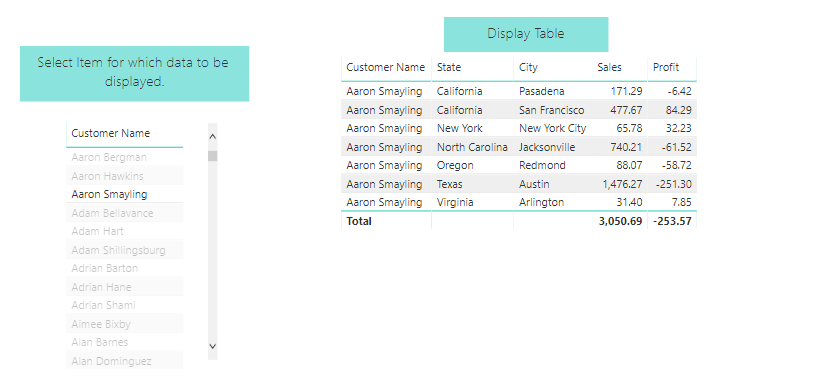 Select Item for which data to be
displayed.
Customer Name
Aaron Bergman
Aaron Hawkins
Aaron Smayling
Adam Bellavance
Adam Hart
Adam Shillingsburg
Adrian Barton
Adrian Hane
Adrian Shami
Aimee Bixby
Alan Barnes
Alan Dominguez
Display Table
Customer Name State City Sales Profit
Aaron Smayling California Pasadena 171.29 -6.42
Aaron Smayling California San Francisco 477.67 84.29
Aaron Smayling New York New York City 65.78 32.23
Aaron Smayling North Carolina Jacksonville 740.21 -61.52
Aaron Smayling Oregon Redmond 88.07 -58.72
Aaron Smayling Texas Austin 1,476.27 -251.30
Aaron Smayling Virginia Arlington 31.40 7.85
Total 3,050.69 -253.57